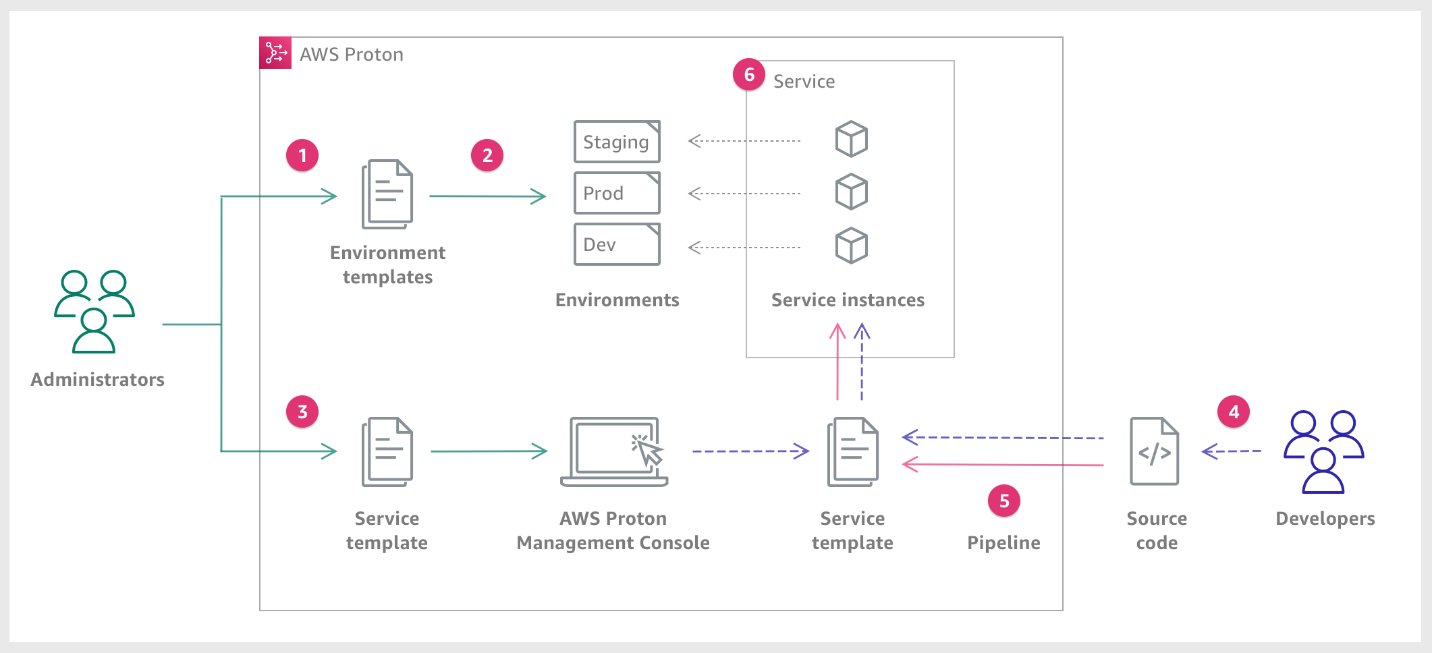 AWS Proton
6
Service
1
2
Staging
Prod
Dev
Environment
templates
Environments
Service instances
Administrators
3
4
</>
5
Service
template
AWS Proton
Management Console
Service
template
Pipeline
Source
code
Developers